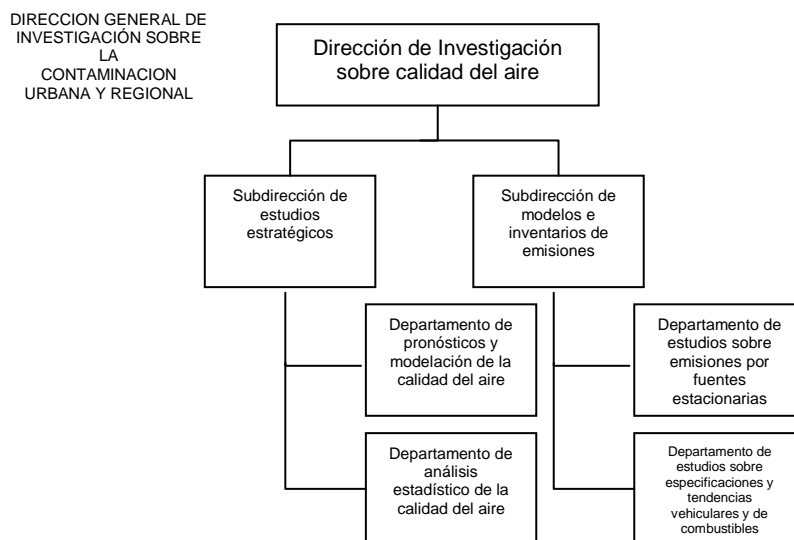 DIRECCION GENERAL DE
INVESTIGACIÓN SOBRE
LA
CONTAMINACION
URBANA Y REGIONAL
Dirección de Investigación
sobre calidad del aire
Subdirección de
estudios
estratégicos
Subdirección de
modelos e
inventarios de
emisiones
Departamento de
pronósticos y
modelación de la
calidad del aire
Departamento de
estudios sobre
emisiones por
fuentes
estacionarias
Departamento de
análisis
estadístico de la
calidad del aire
Departamento de
estudios sobre
especificaciones y
tendencias
vehiculares y de
combustibles